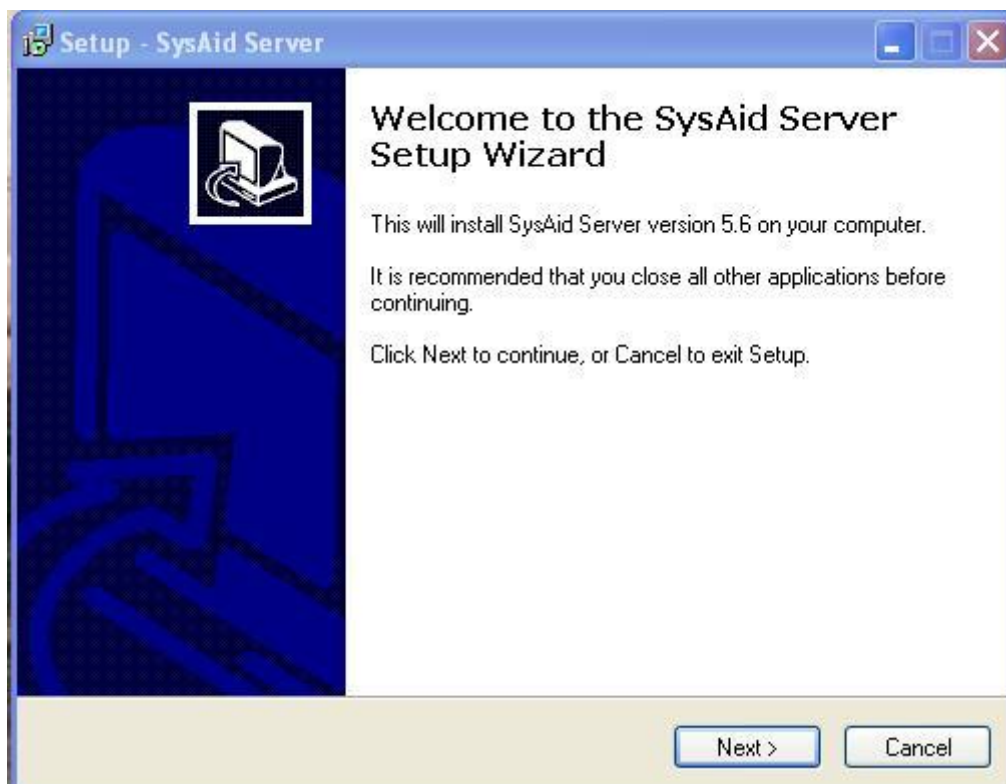 Setup - SysAid Server
Welcome to the SysAid Server
Setup Wizard
This will install SysAid Server version 5.6 on your computer.
It is recommended that you close all other applications before
continuing.
Click Next to continue, or Cancel to exit Setup.
Next >
Cancel